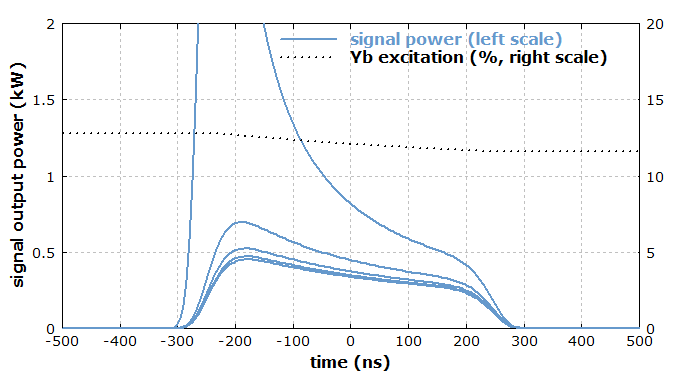 2
1.5
1
0.5
0
signal output power (kW)
20
15
10
5
0
signal power (left scale)
Yb excitation (%, right scale)
-500 -400 -300 -200 -100 0 100 200 300 400 500
time (ns)